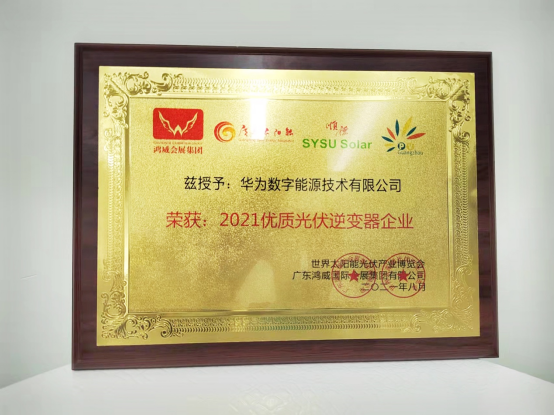 鸿威会展集团
SYSU Solar
PV
Guangzhou
兹授予：华为数字能源技术有限公司
荣获：2021优质光伏逆变器企业
世界太阳能光伏产业博览会
广东鸿威国际会展集团有限公司
二〇二一年八月